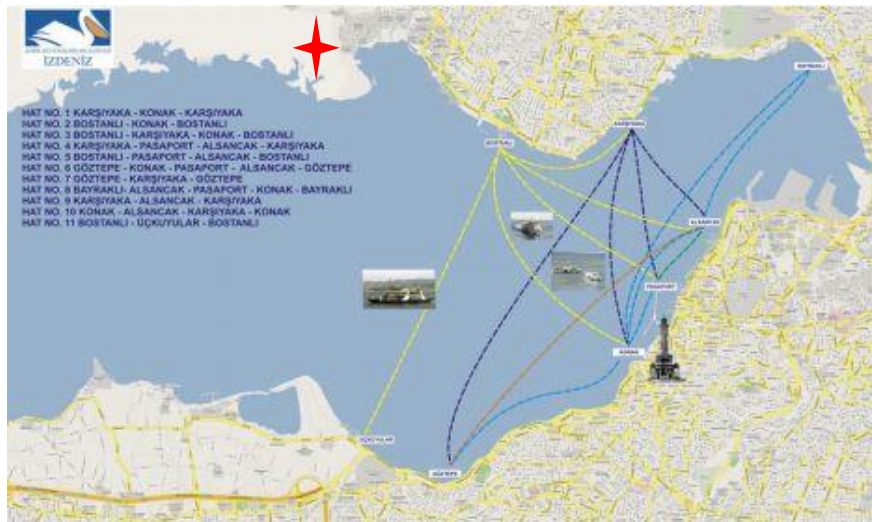 İZDENİZ
HAT NO. 1 KARŞIYAKA - KONAK - KARŞIYAKA
HAT NO. 2 BOSTANLI - KONAK - BOSTANLI
HAT NO. 3 BOSTANLI - KARŞIYAKA - KONAK - BOSTANLI
HAT NO. 4 KARŞIYAKA - PASAPORT - ALSANCAK - KARŞIYAKA
HAT NO. 5 BOSTANLI - PASAPORT - ALSANCAK - BOSTANLI
HAT NO. 6 GÖZTEPE - KONAK - PASAPORT - ALSANCAK - GÖZTEPE
HAT NO. 7 GÖZTEPE - KARŞIYAKA - GÖZTEPE
HAT NO. 8 BAYRAKLI- ALSANCAK - PASAPORT - KONAK - BAYRAKLI
HAT NO. 9 KARŞIYAKA - ALSANCAK - KARŞIYAKA
HAT NO. 10 KONAK - ALSANCAK - KARŞIYAKA - KONAK
HAT NO. 11 BOSTANLI - ÜÇKUYULAR - BOSTANLI
BAYRAKLI
KARŞIYAKA
BOSTANLI
ALSANCAK
PASAPORT
KONAK
ÜÇKUYULAR
GÖZTEPE